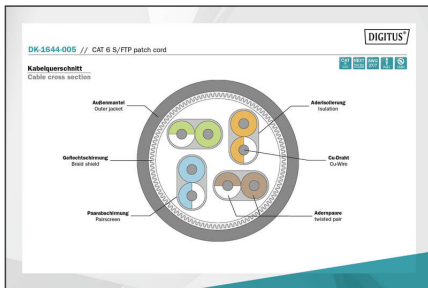 DIGITUS®
DK-1644-005 // CAT 6 S/FTP patch cord
Kabelquerschnitt
Cable cross section
Außenmantel
Outer jacket
Aderisolierung
Isolation
Geflechtschirmung
Braid shield
Cu-Draht
Cu-Wire
Paarabschirmung
Pairscreen
Adernpaare
twisted pair